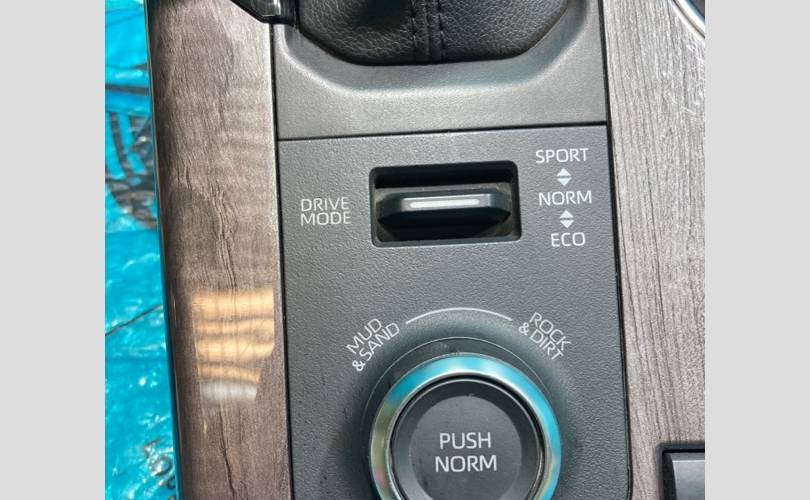 SPORT
DRIVE
MODE
NORM
ECO
MUD
& SAND
ROCK
& DIRT
PUSH
NORM